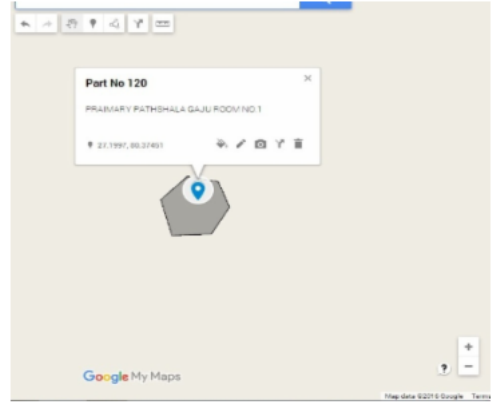 Part No 120
PRAIMARY PATHSHALA GAJU ROOM NO 1
27.1997, 80.37451
Google My Maps
Map data ©2016 Google Terms